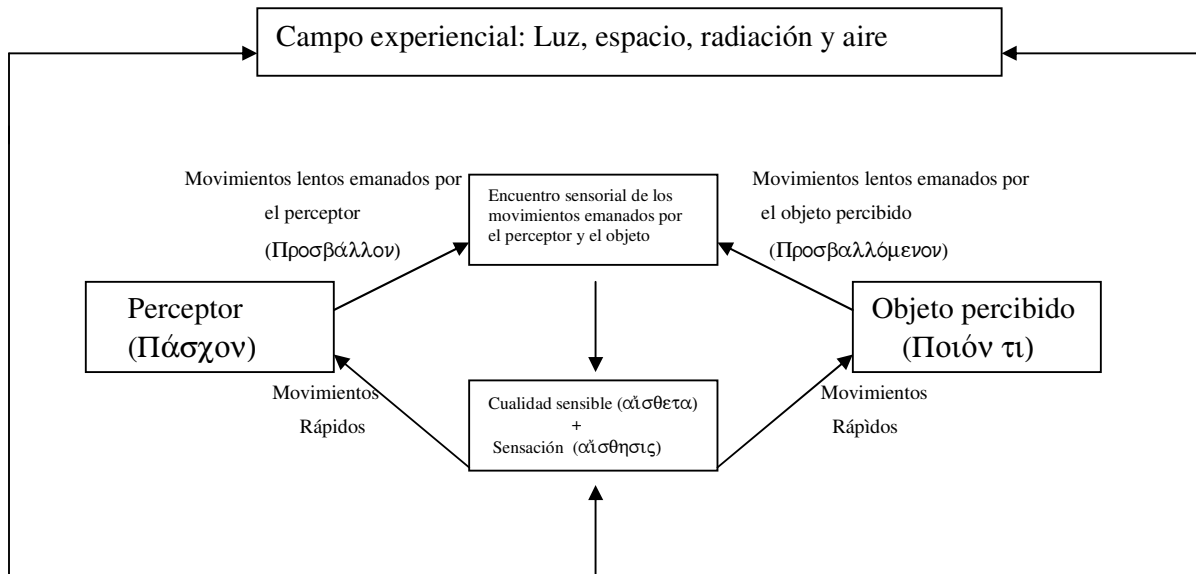 Campo experiencial: Luz, espacio, radiación y aire
Movimientos lentos emanados por
el perceptor
(Προσβάλλον)
Encuentro sensorial de los
movimientos emanados por
el perceptor y el objeto
Movimientos lentos emanados por
el objeto percibido
(Προσβαλλόμενον)
Perceptor
(Πάσχον)
Objeto percibido
(Ποιόν τι)
Movimientos
Rápidos
Cualidad sensible (αἴσθετα)
+
Sensación (αἴσθησις)
Movimientos
Rápìdos